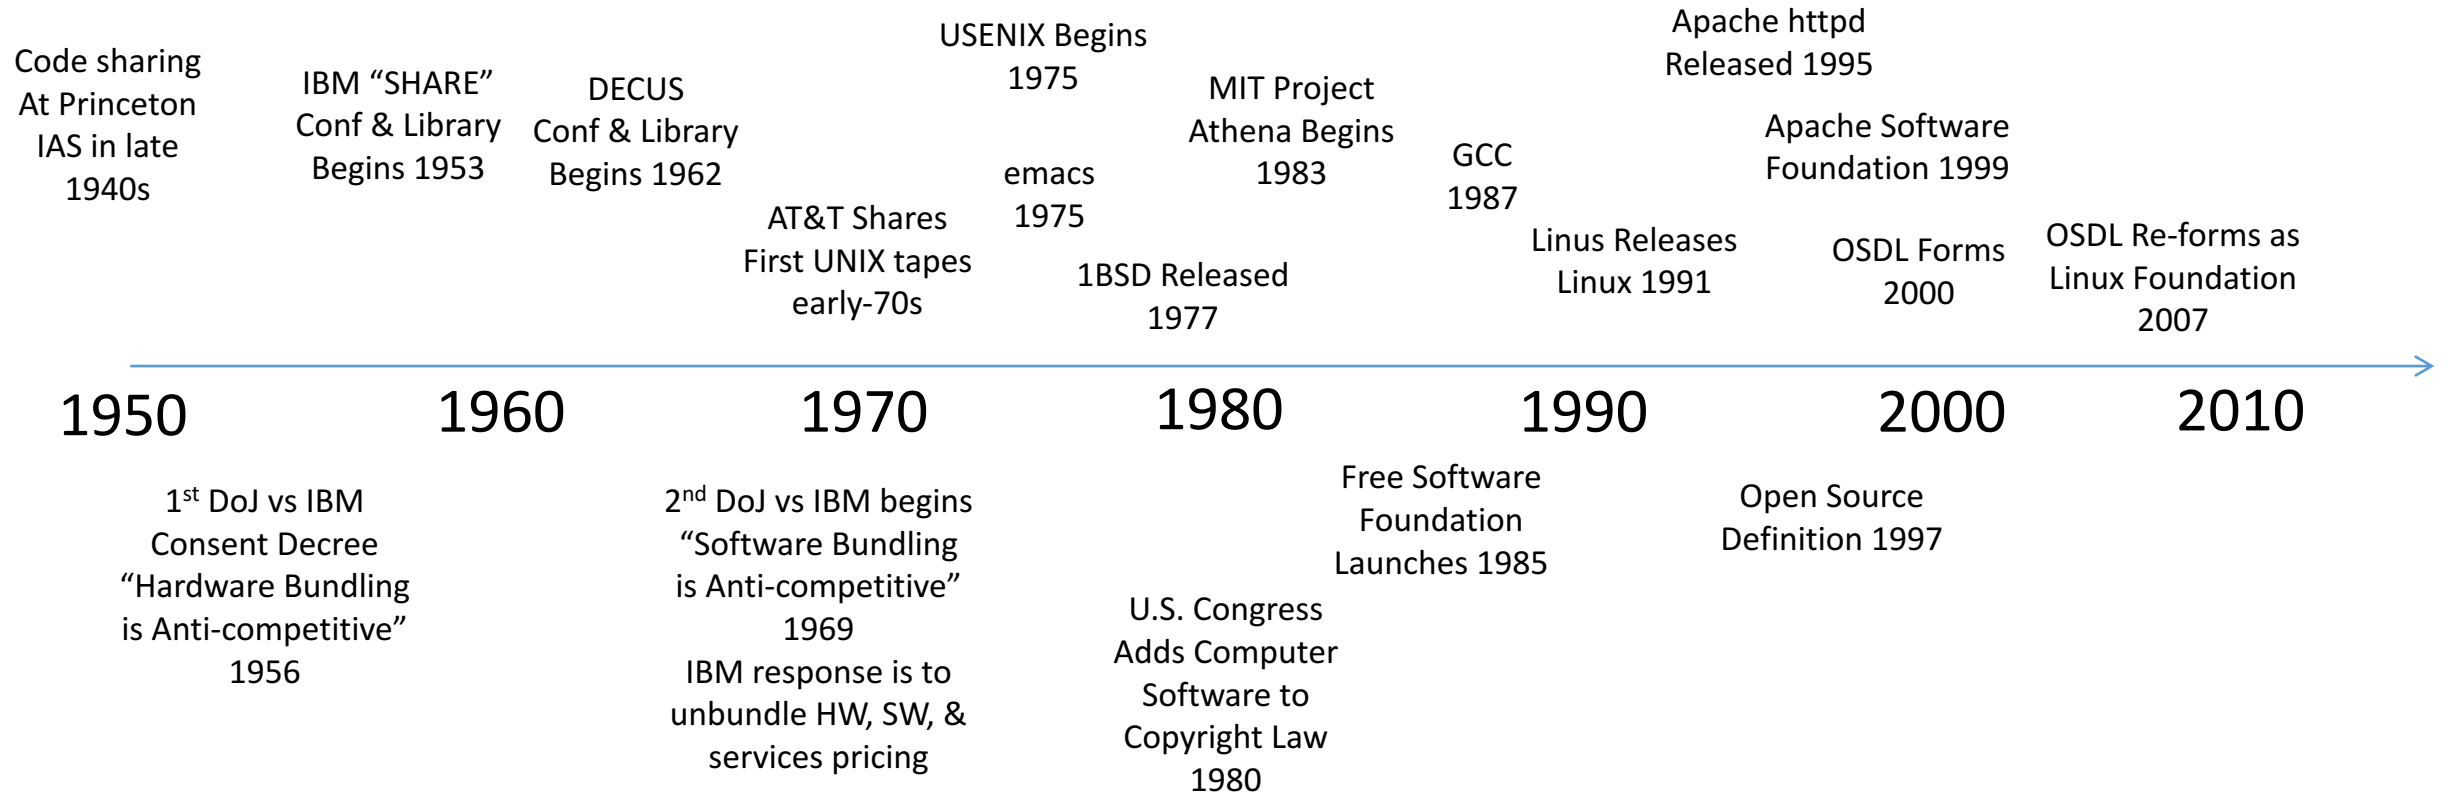 Code sharing
At Princeton
IAS in late
1940s
IBM “SHARE”
Conf & Library
Begins 1953
DECUS
Conf & Library
Begins 1962
AT&T Shares
First UNIX tapes
early-70s
USENIX Begins
1975
emacs
1975
1BSD Released
1977
MIT Project
Athena Begins
1983
GCC
1987
Linus Releases
Linux 1991
Apache httpd
Released 1995
Apache Software
Foundation 1999
OSDL Forms
2000
OSDL Re-forms as
Linux Foundation
2007
1950 1960 1970 1980 1990 2000 2010
1st DoJ vs IBM
Consent Decree
“Hardware Bundling
is Anti-competitive”
1956
2nd DoJ vs IBM begins
“Software Bundling
is Anti-competitive”
1969
IBM response is to
unbundle HW, SW, &
services pricing
U.S. Congress
Adds Computer
Software to
Copyright Law
1980
Free Software
Foundation
Launches 1985
Open Source
Definition 1997